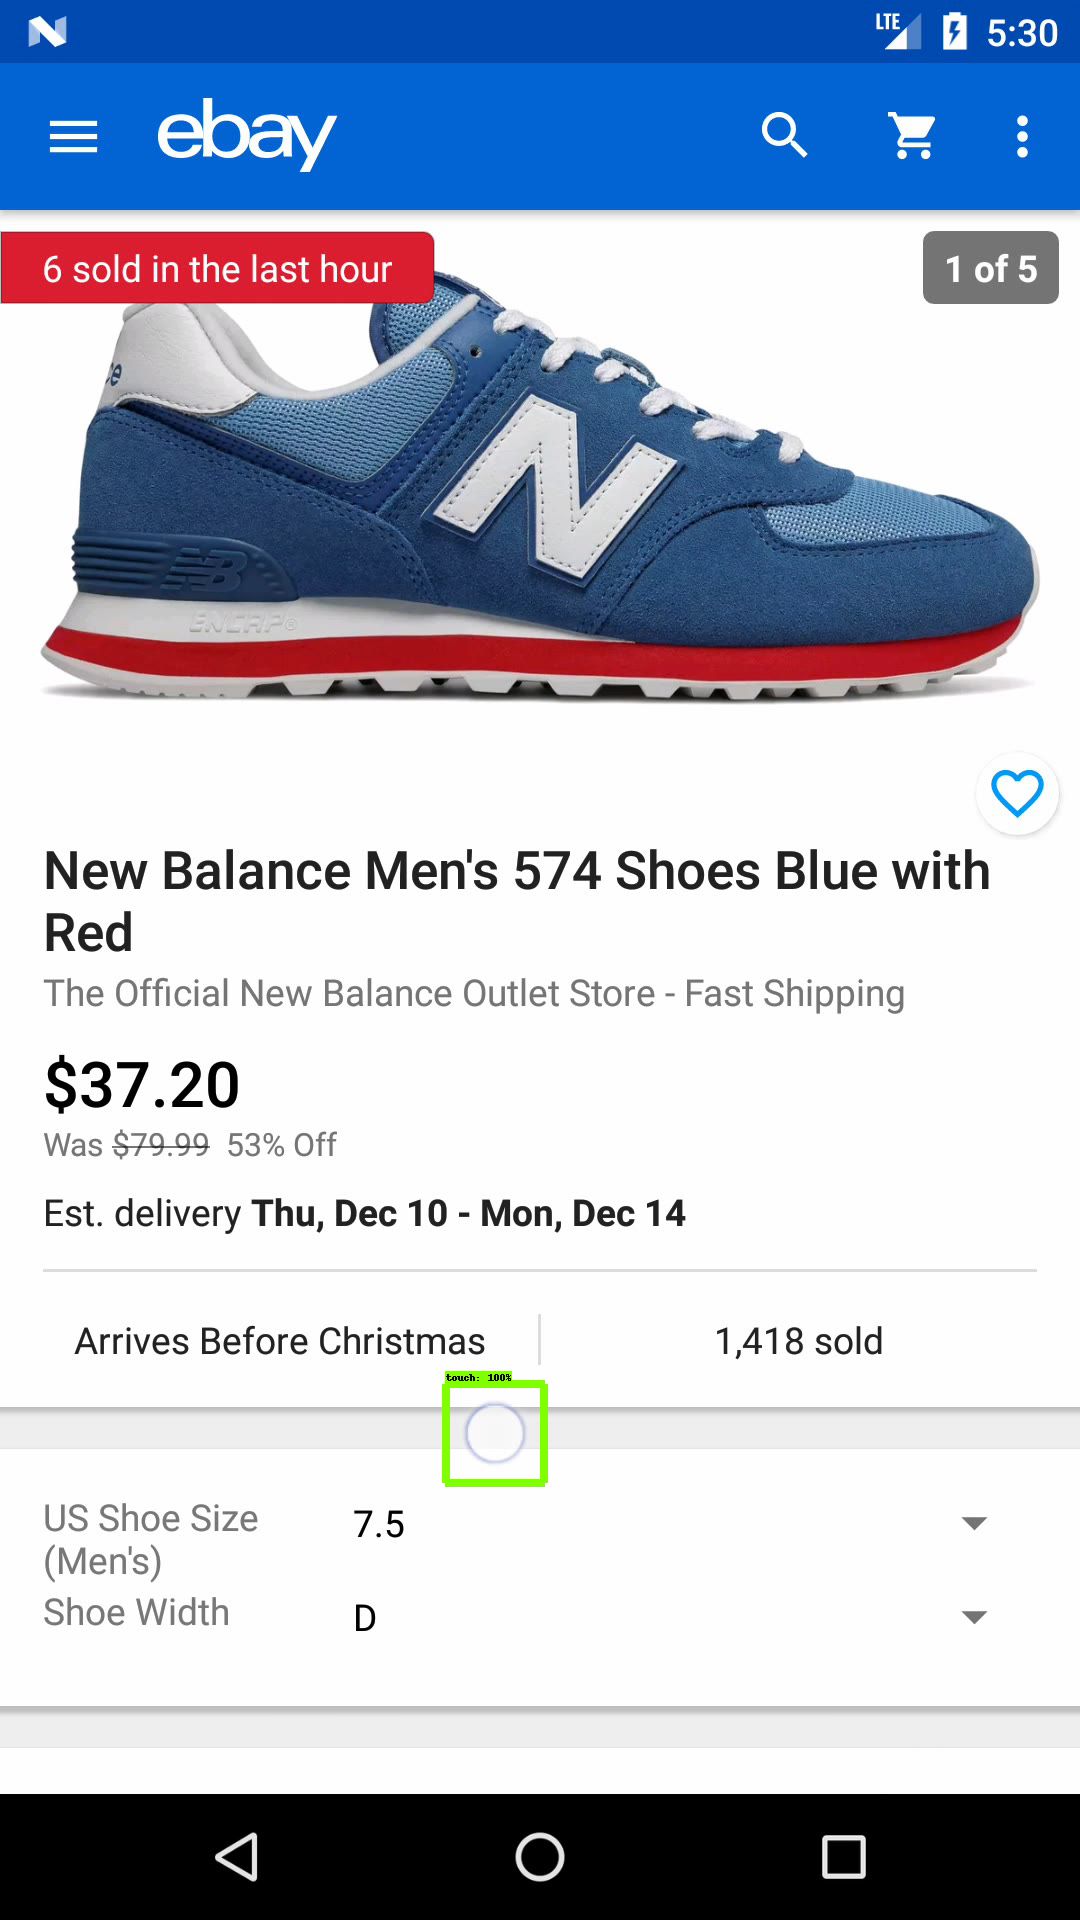 LTE
5:30
ebay
6 sold in the last hour
1 of 5
N
NB
ENCAP®
New Balance Men's 574 Shoes Blue with
Red
The Official New Balance Outlet Store - Fast Shipping
$37.20
Was $79.99 53% Off
Est. delivery Thu, Dec 10 - Mon, Dec 14
Arrives Before Christmas
1,418 sold
touch: 100%
US Shoe Size
(Men's)
7.5
Shoe Width
D